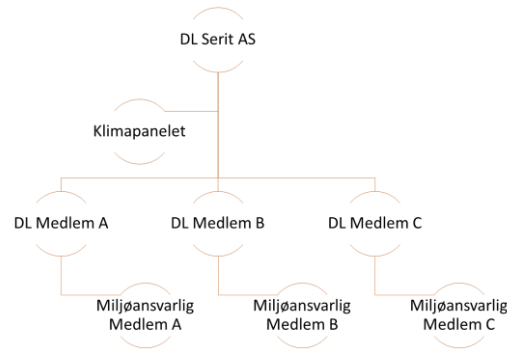 DL Serit AS
Klimapanelet
DL Medlem A
DL Medlem B
DL Medlem C
Miljøansvarlig
Medlem A
Miljøansvarlig
Medlem B
Miljøansvarlig
Medlem C